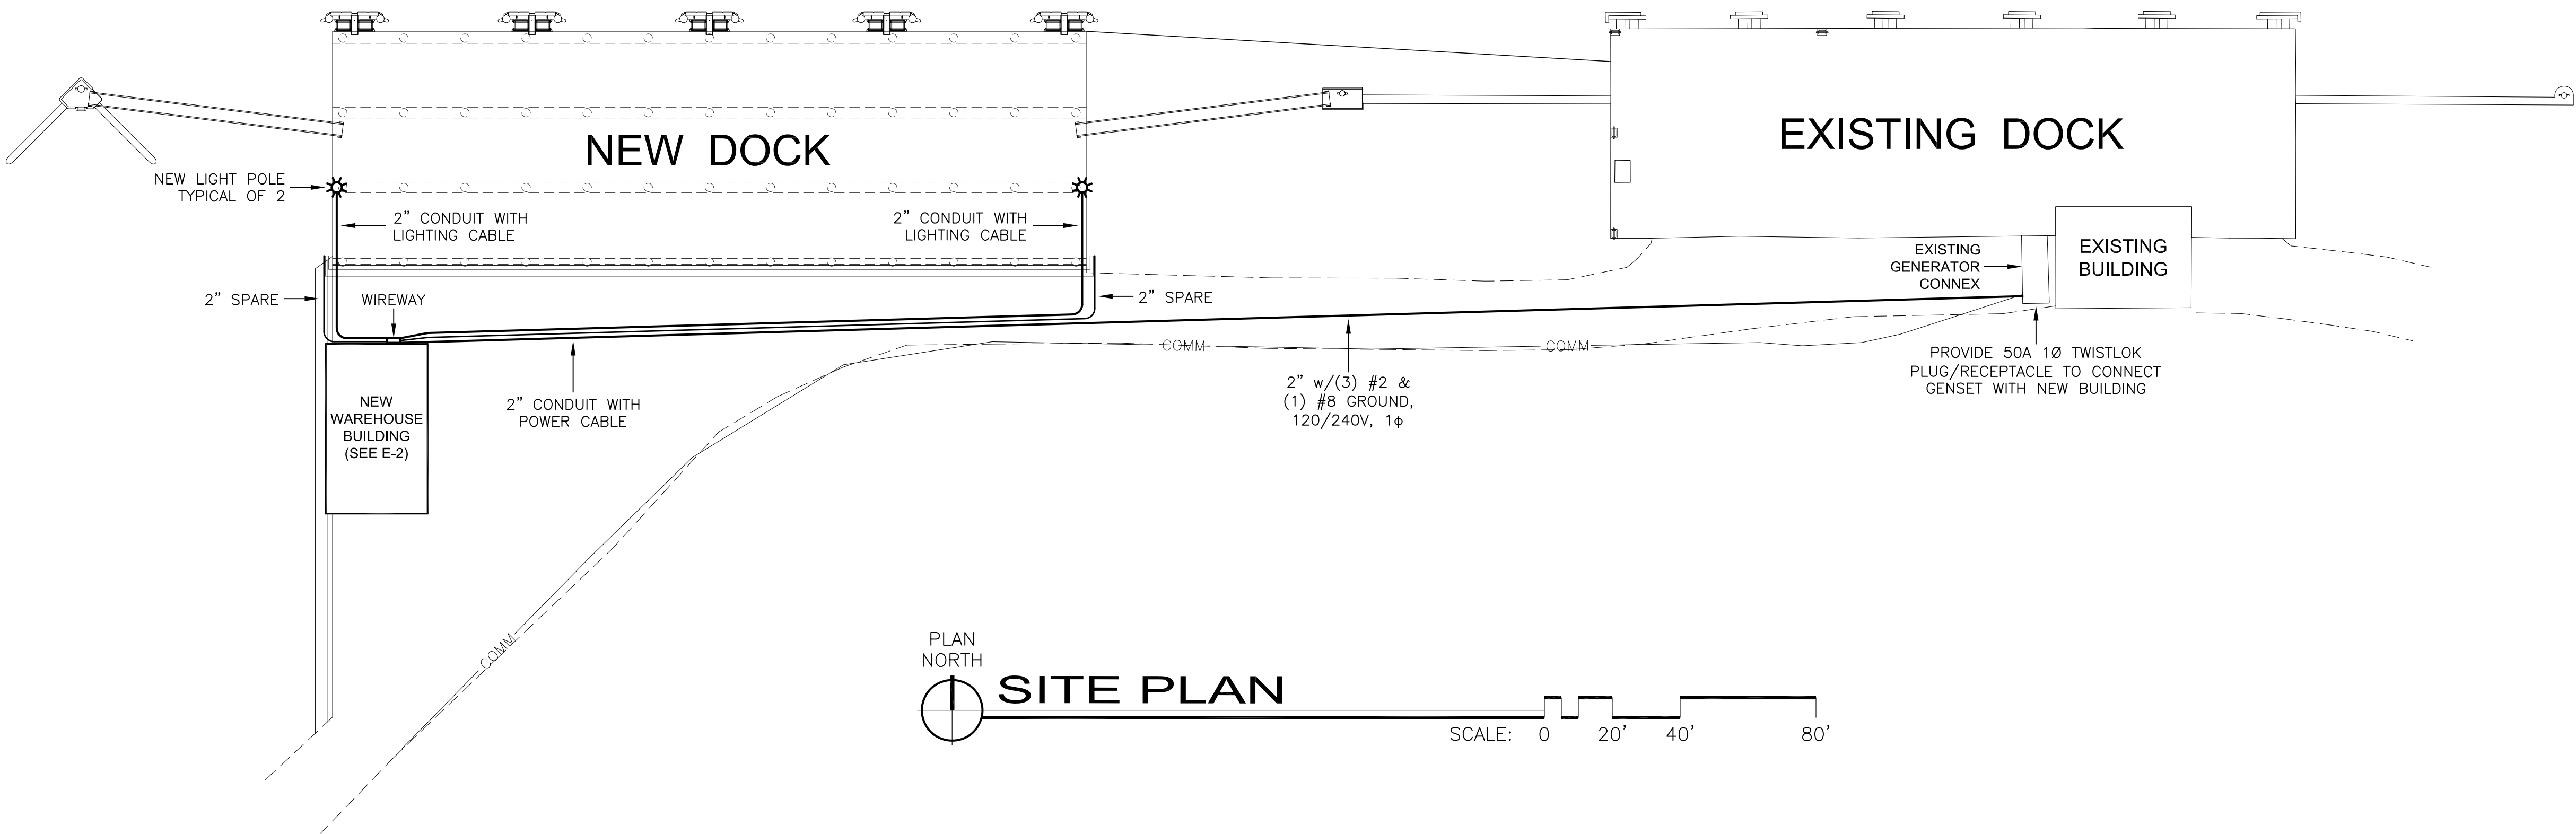 NEW DOCK
EXISTING DOCK
NEW LIGHT POLE
TYPICAL OF 2
2” CONDUIT WITH
LIGHTING CABLE
2” CONDUIT WITH
LIGHTING CABLE
EXISTING
GENERATOR
CONNEX
EXISTING
BUILDING
2” SPARE
WIREWAY
2” SPARE
COMM
COMM
PROVIDE 50A 1Ø TWISTLOK
PLUG/RECEPTACLE TO CONNECT
GENSET WITH NEW BUILDING
2” w/(3) #2 &
(1) #8 GROUND,
120/240V, 1ϕ
2” CONDUIT WITH
POWER CABLE
NEW
WAREHOUSE
BUILDING
(SEE E-2)
COMM
PLAN
NORTH
SITE PLAN
SCALE: 0 20’ 40’ 80’